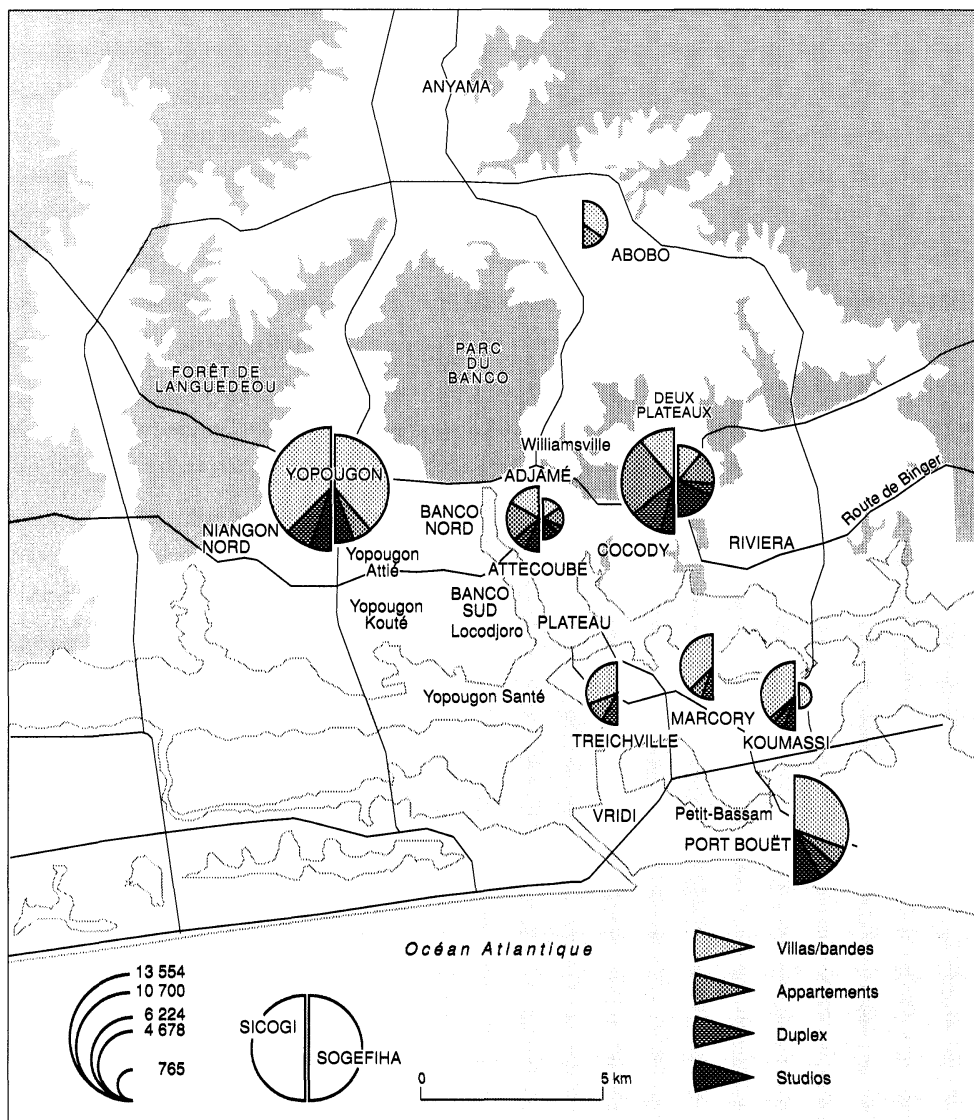 ANYAMA
ABOBO
PARC
DU
BANCO
FORÊT DE
LANGUEDEOU
DEUX
PLATEAUX
Williamsville
ADJAMÉ
YOPOUGON
Route de Binger
BANCO
NORD
NIANGON
NORD
COCODY
RIVIERA
Yopougon
Attié
ATTECOUBÉ
BANCO
SUD
Locodjoro
Yopougon
Kouté
PLATEAU
Yopougon Santé
MARCORY
TREICHVILLE
KOUMASSI
VRIDI
Petit-Bassam
PORT BOUËT
Océan Atlantique
13 554
10 700
6 224
4 678
765
SICOGI
SOGEFIHA
0 5 km
Villas/bandes
Appartements
Duplex
Studios